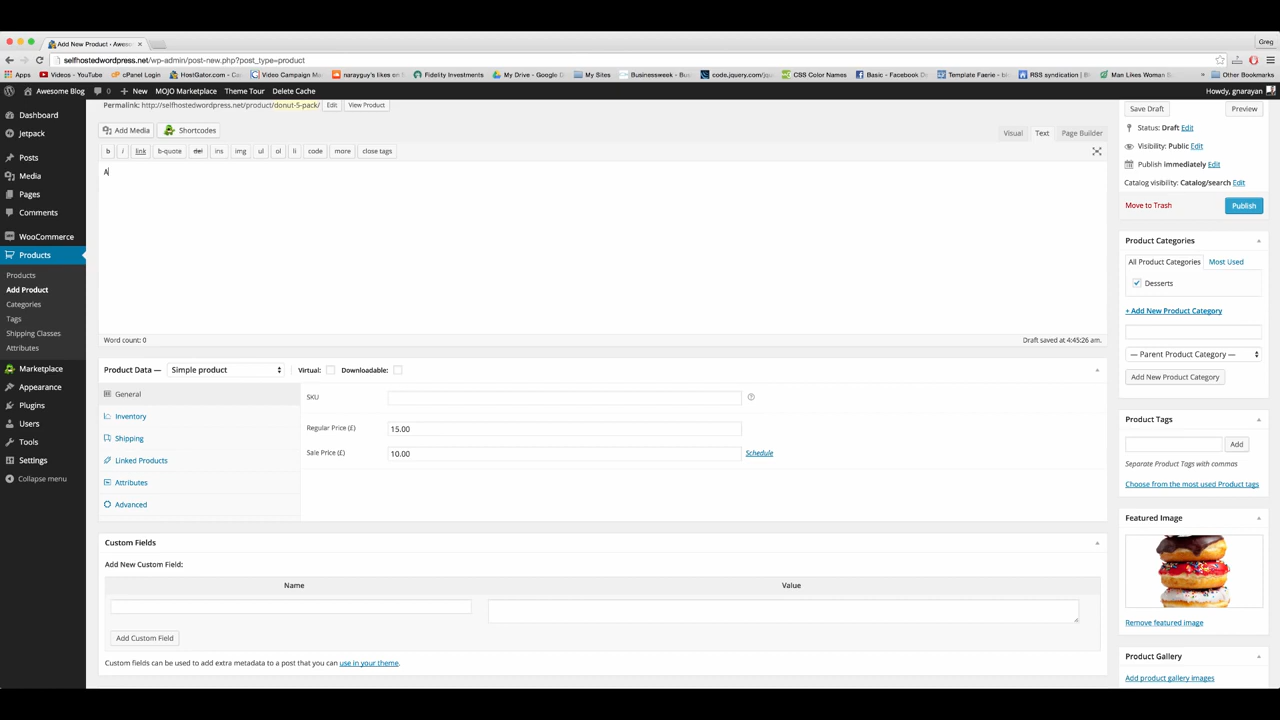 Add New Product ‹ Aweso
Greg
selfhostedwordpress.net/wp-admin/post-new.php?post_type=product
Apps Videos - YouTube cPanel Login HostGator.com Video Campaign Ma narayguy's likes on Fidelity Investments My Drive - Google D My Sites Businessweek - Bus code.jquery.com/jqu CSS Color Names Basic - Facebook De Template Faerie - RSS syndication | Man Likes Woman B Other Bookmarks
Awesome Blog 0 + New MOJO Marketplace Theme Tour Delete Cache Howdy, gnarayan
Dashboard
Jetpack
Posts
Media
Pages
Comments
WooCommerce
Products
Products
Add Product
Categories
Tags
Shipping Classes
Attributes
Marketplace
Appearance
Plugins
Users
Tools
Settings
Collapse menu
Permalink: http://selfhostedwordpress.net/product/donut-5-pack/ Edit View Product
Add Media Shortcodes
Visual Text Page Builder
b i link b-quote del ins img ul ol li code more close tags
A
Word count: 0
Draft saved at 4:45:26 am.
Product Data — Simple product Virtual: Downloadable:
General
Inventory
Shipping
Linked Products
Attributes
Advanced
SKU
Regular Price (£) 15.00
Sale Price (£) 10.00 Schedule
Custom Fields
Add New Custom Field:
Name Value
Add Custom Field
Custom fields can be used to add extra metadata to a post that you can use in your theme.
Save Draft Preview
Status: Draft Edit
Visibility: Public Edit
Publish immediately Edit
Catalog visibility: Catalog/search Edit
Move to Trash Publish
Product Categories
All Product Categories Most Used
Desserts
+ Add New Product Category
— Parent Product Category —
Add New Product Category
Product Tags
Add
Separate Product Tags with commas
Choose from the most used Product tags
Featured Image
Remove featured image
Product Gallery
Add product gallery images